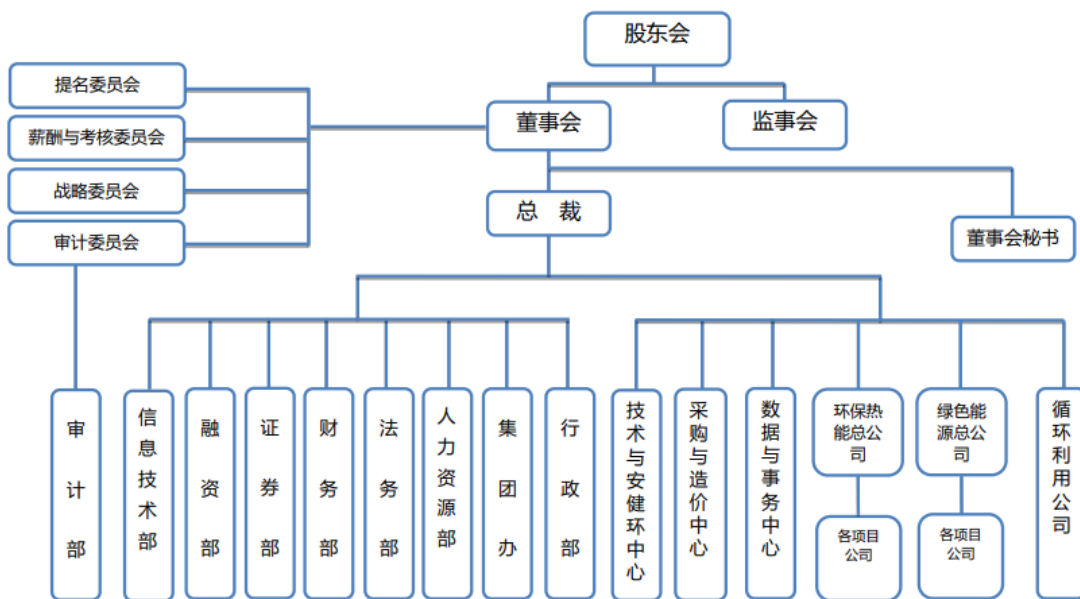 股东会
提名委员会
董事会
监事会
薪酬与考核委员会
战略委员会
总 裁
审计委员会
董事会秘书
审计部
信息技术部
融资部
证券部
财务部
法务部
人力资源部
集团办
行政部
技术与安健环中心
采购与造价中心
数据与事务中心
环保热
能总公
司
绿色能
源总公
司
循环利用公司
各项目
公司
各项目
公司